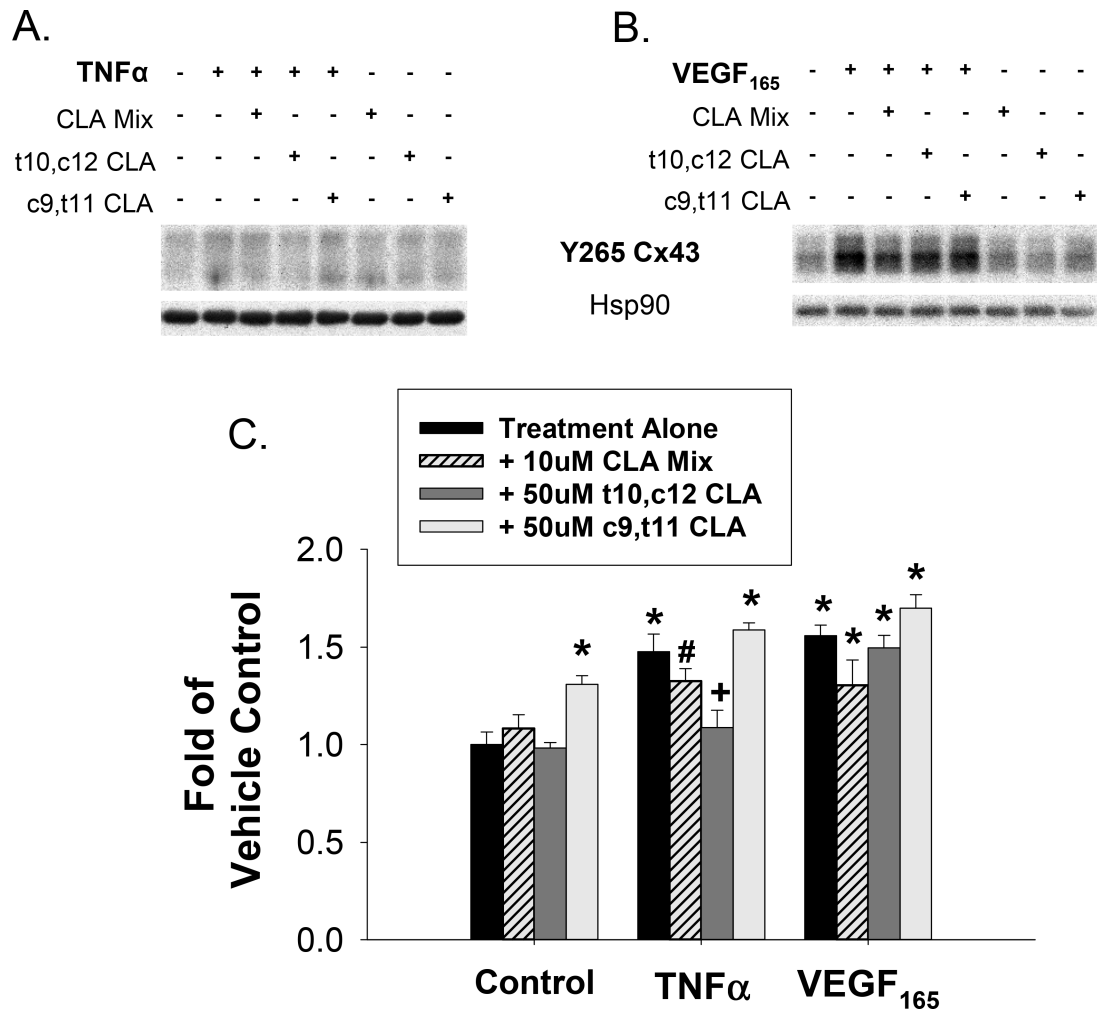 A.
TNFα - + + + + - - -
CLA Mix - - + - - + - -
t10,c12 CLA - - - + - - + -
c9,t11 CLA - - - - + - - +
B.
VEGF165 - + + + + - - -
CLA Mix - - + - - + - -
t10,c12 CLA - - - + - - + -
c9,t11 CLA - - - - + - - +
Y265 Cx43
Hsp90
C.
Treatment Alone
+ 10uM CLA Mix
+ 50uM t10,c12 CLA
+ 50uM c9,t11 CLA
Fold of
Vehicle Control
2.0
1.5
1.0
0.5
0.0
*
* # + *
* * * *
Control
TNFα
VEGF165